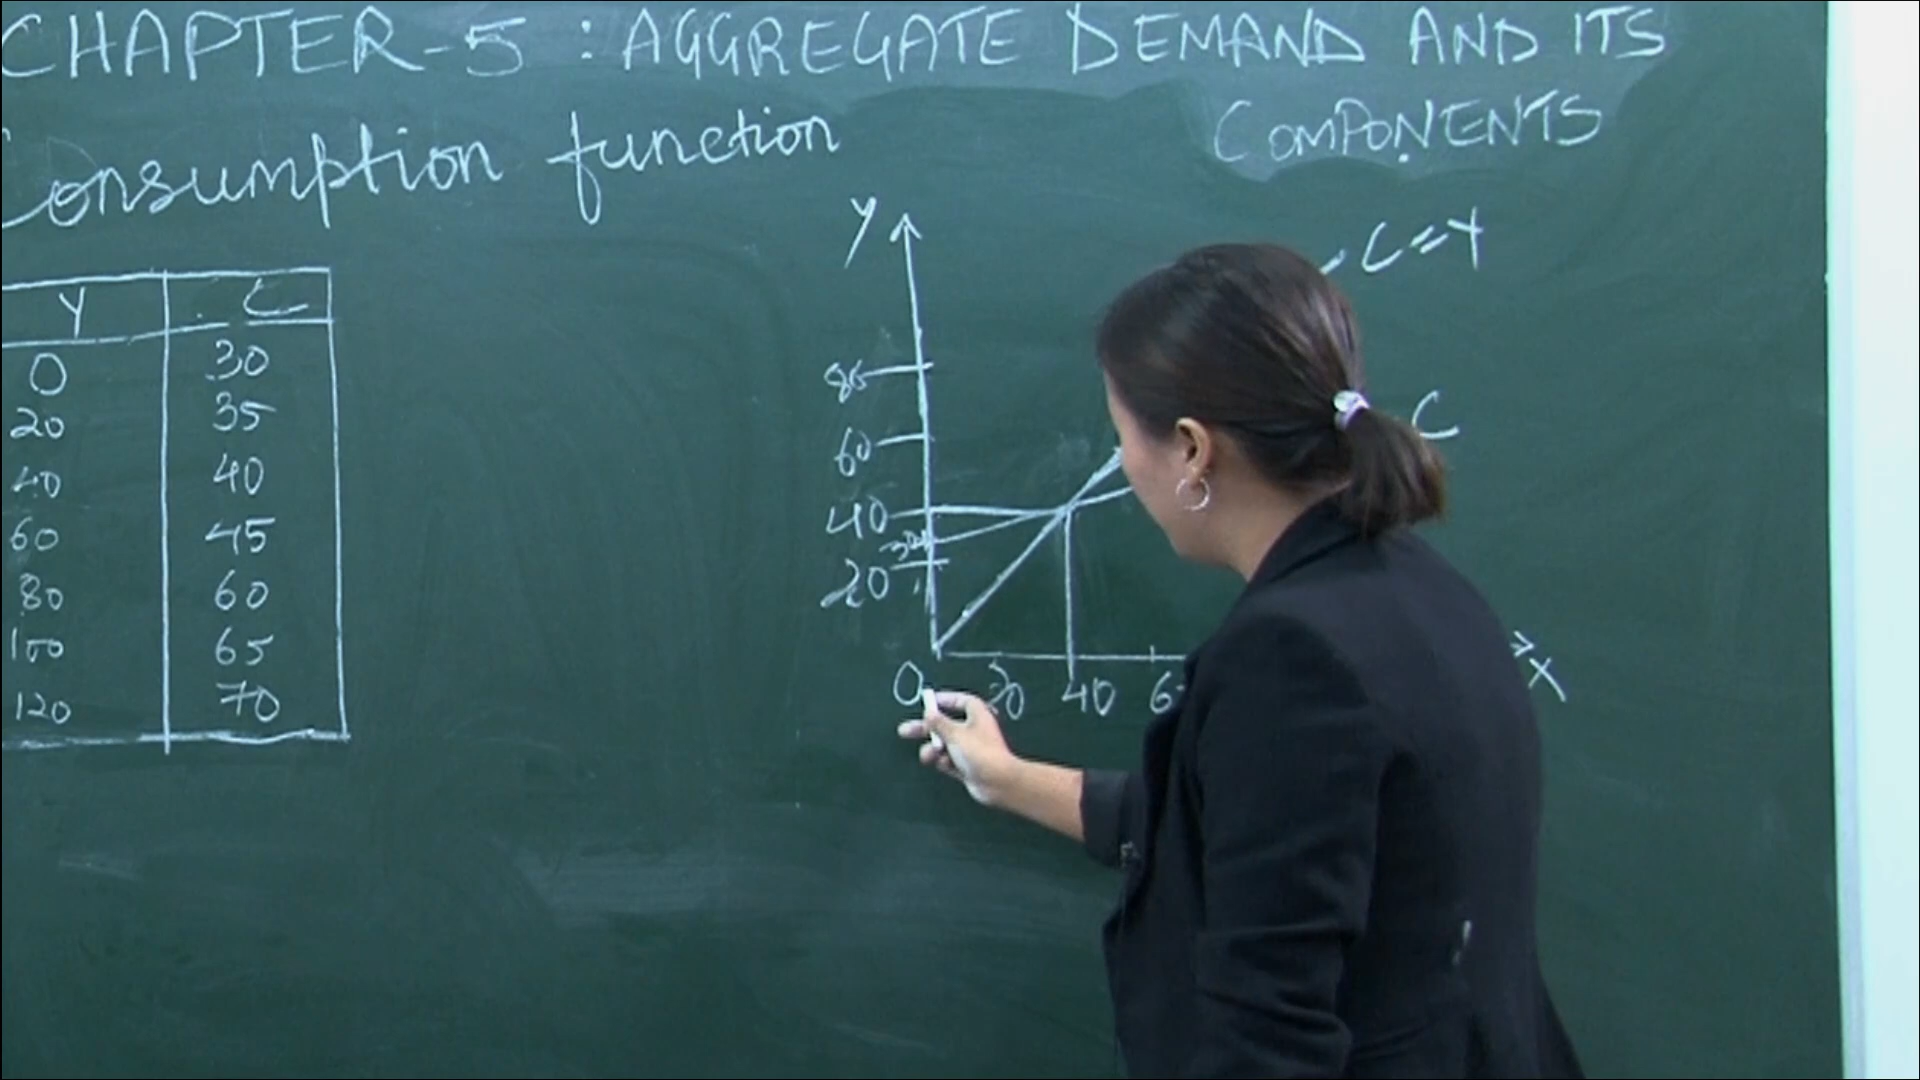 CHAPTER-5 : AGGREGATE DEMAND AND ITS
COMPONENTS
Consumption function
Y C
0 30
20 35
40 40
60 45
80 60
100 65
120 70
Y
C=Y
C
80
60
40
30
20
0 20 40
X